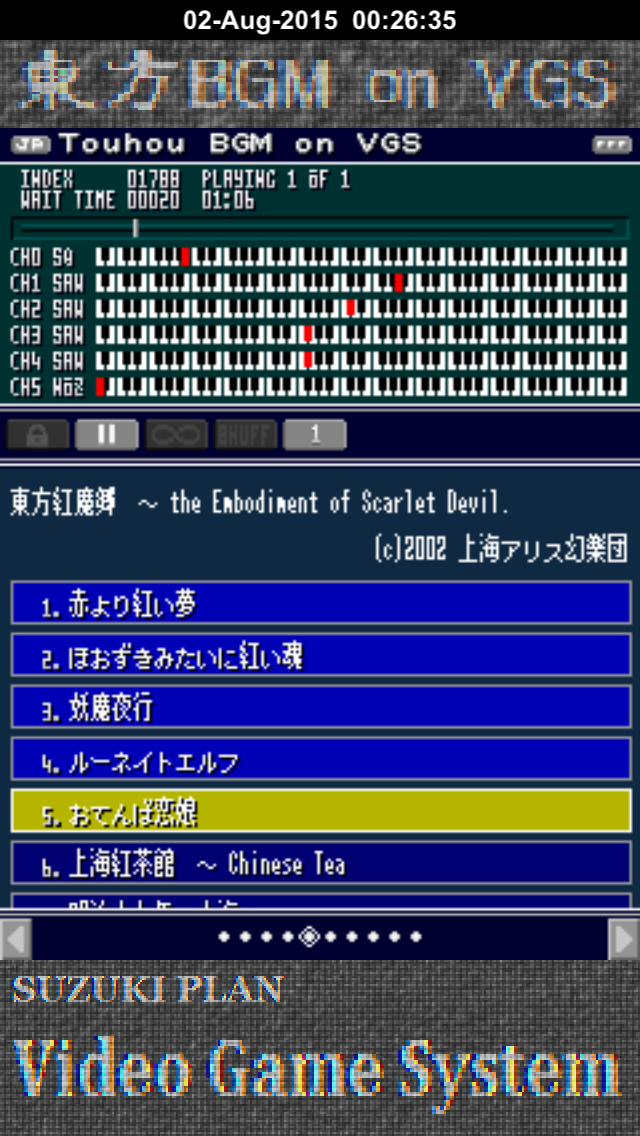 02-Aug-2015 00:26:35
東方BGM on VGS
JP Touhou BGM on VGS
INDEX 01788 PLAYING 1 OF 1
WAIT TIME 00020 01:06
CH0 SQ
CH1 SAW
CH2 SAW
CH3 SAW
CH4 SAW
CH5 NOZ
SHUFF 1
東方紅魔郷 ～ the Embodiment of Scarlet Devil.
(c)2002 上海アリス幻樂団
1. 赤より紅い夢
2. ほおずきみたいに紅い魂
3. 妖魔夜行
4. ルーネイトエルフ
5. おてんば恋娘
6. 上海紅茶館 ～ Chinese Tea
SUZUKI PLAN
Video Game System